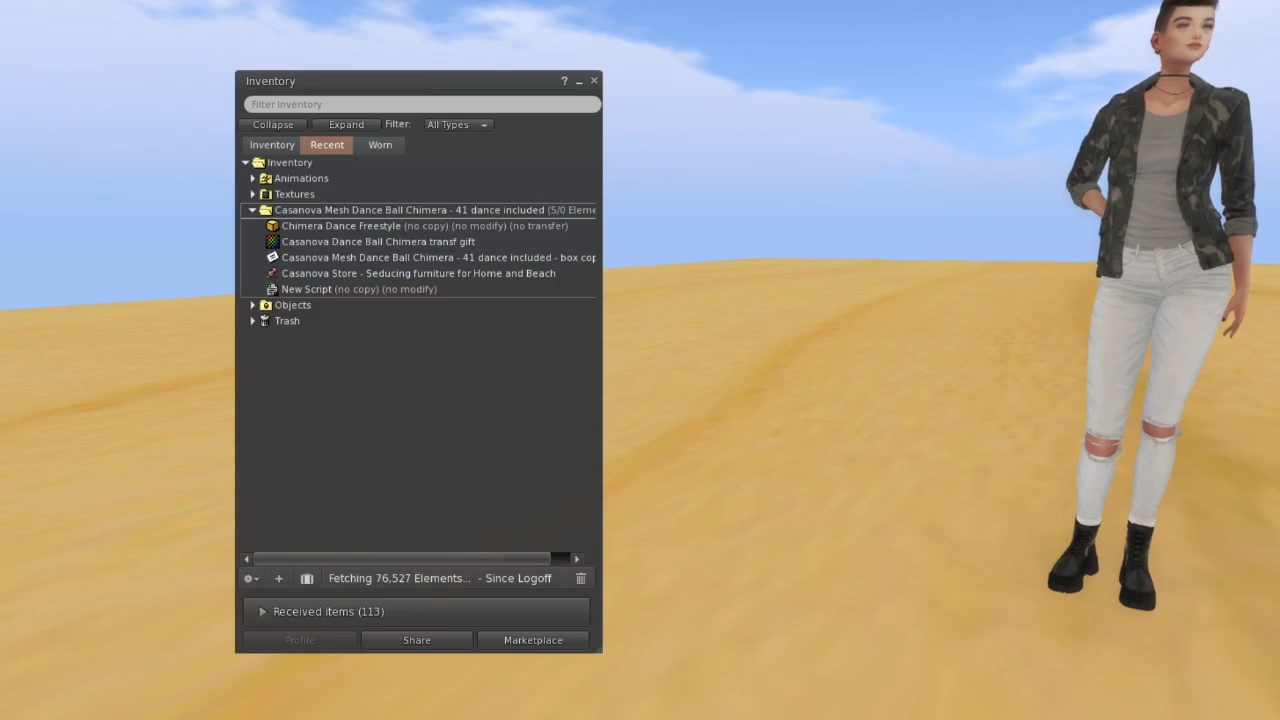 Inventory
?
Filter Inventory
Collapse Expand Filter: All Types
Inventory Recent Worn
Inventory
Animations
Textures
Casanova Mesh Dance Ball Chimera - 41 dance included (5/0 Eleme
Chimera Dance Freestyle (no copy) (no modify) (no transfer)
Casanova Dance Ball Chimera transf gift
Casanova Mesh Dance Ball Chimera - 41 dance included - box cop
Casanova Store - Seducing furniture for Home and Beach
New Script (no copy) (no modify)
Objects
Trash
Fetching 76,527 Elements... - Since Logoff
Received items (113)
Profile Share Marketplace